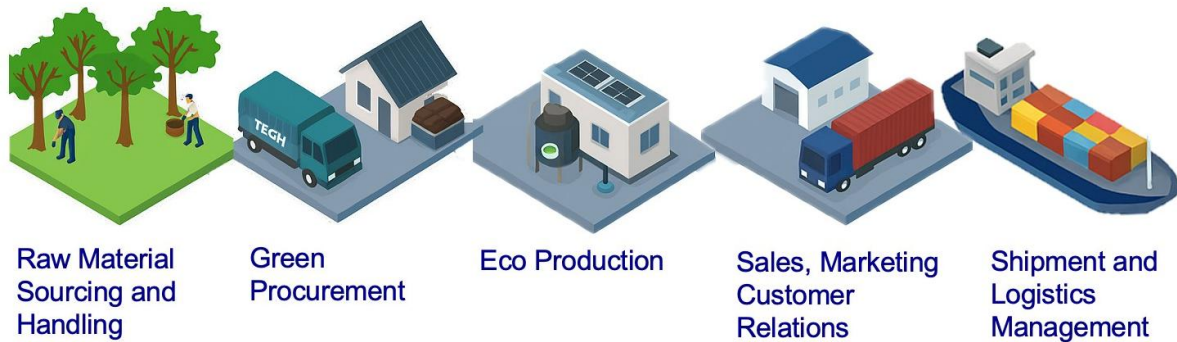 TEGH
Raw Material
Sourcing and
Handling
Green
Procurement
Eco Production
Sales, Marketing
Customer
Relations
Shipment and
Logistics
Management